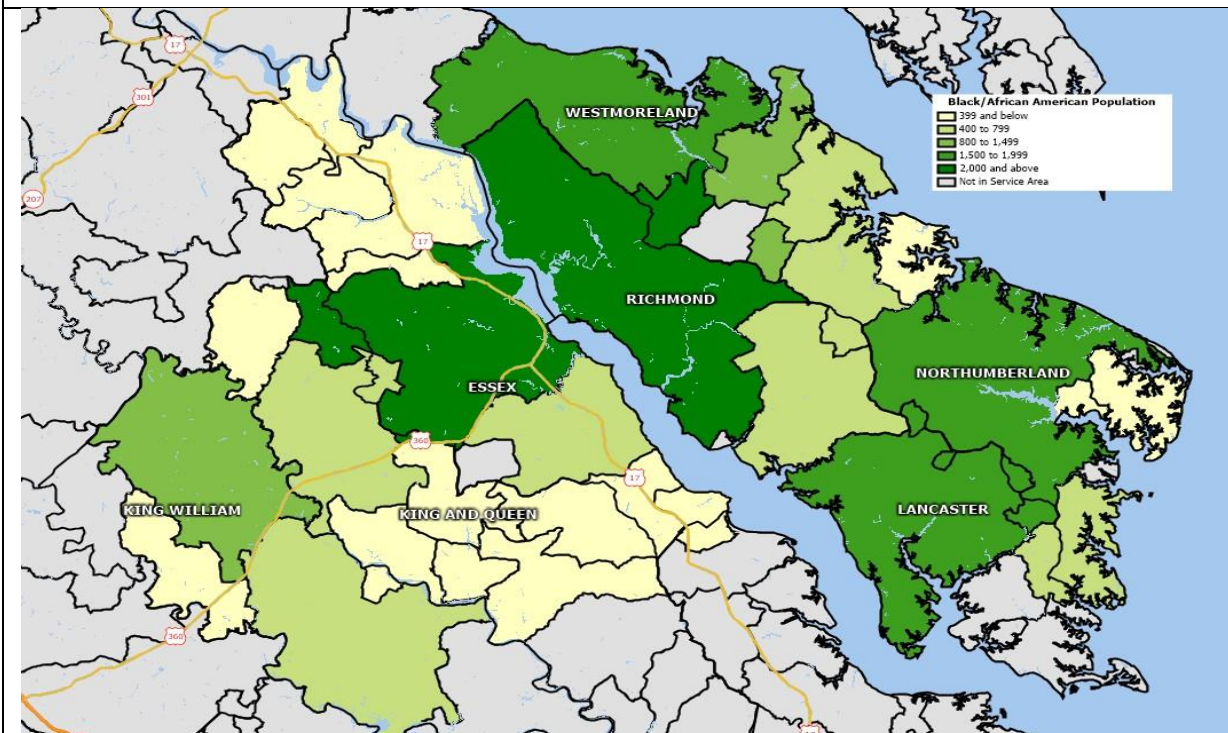 17
301
207
WESTMORELAND
Black/African American Population
399 and below
400 to 799
800 to 1,499
1,500 to 1,999
2,000 and above
Not in Service Area
17
RICHMOND
ESSEX
NORTHUMBERLAND
360
17
KING WILLIAM
KING AND QUEEN
LANCASTER
360